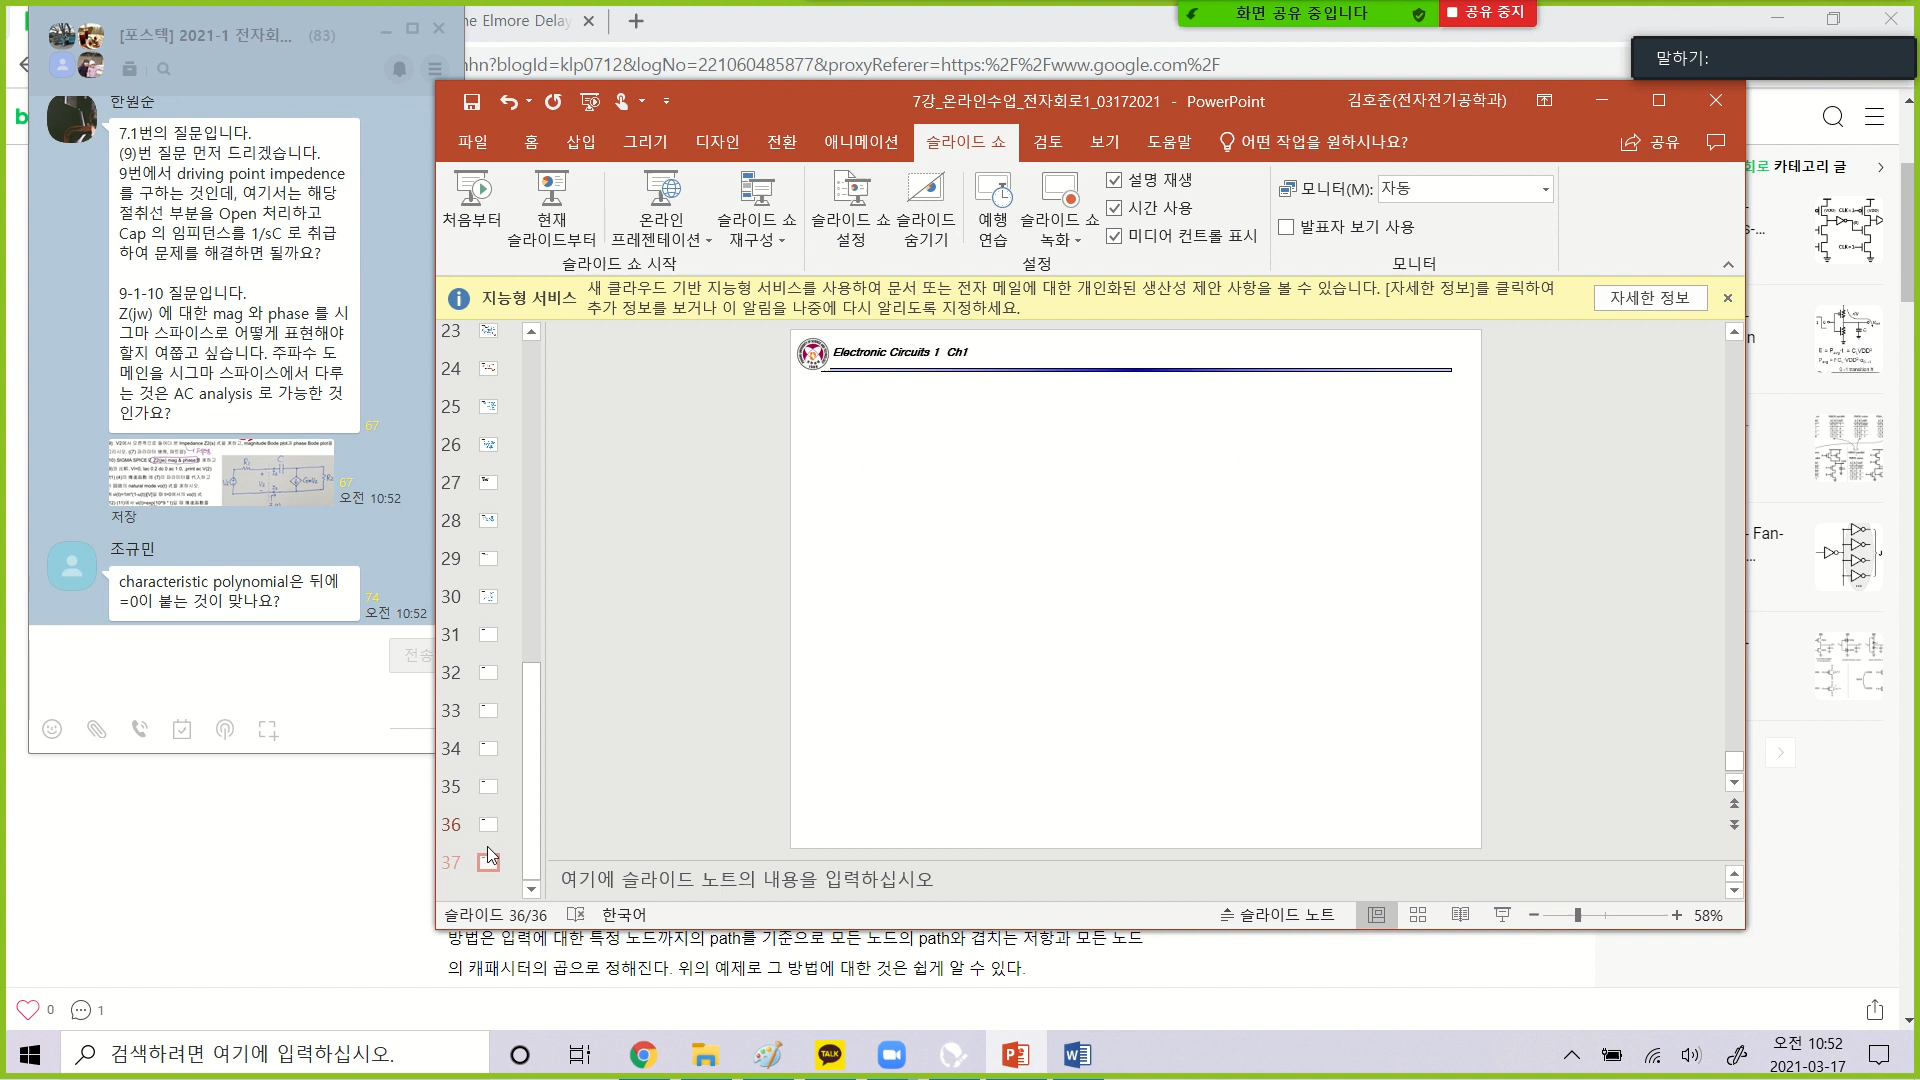 화면 공유 중입니다
공유 중지
말하기:
[포스텍] 2021-1 전자회... (83)
ne Elmore Delay
nhn?blogId=klp0712&logNo=221060485877&proxyReferer=https:%2F%2Fwww.google.com%2F
한원준
7.1번의 질문입니다.
(9)번 질문 먼저 드리겠습니다.
9번에서 driving point impedence
를 구하는 것인데, 여기서는 해당
절취선 부분을 Open 처리하고
Cap 의 임피던스를 1/sC 로 취급
하여 문제를 해결하면 될까요?
9-1-10 질문입니다.
Z(jw) 에 대한 mag 와 phase 를 시
그마 스파이스로 어떻게 표현해야
할지 여쭙고 싶습니다. 주파수 도
메인을 시그마 스파이스에서 다루
는 것은 AC analysis 로 가능한 것
인가요?
67
67
오전 10:52
저장
조규민
characteristic polynomial은 뒤에
=0이 붙는 것이 맞나요?
74
오전 10:52
전송
7강_온라인수업_전자회로1_03172021 - PowerPoint
김호준(전자전기공학과)
파일 홈 삽입 그리기 디자인 전환 애니메이션 슬라이드 쇼 검토 보기 도움말 어떤 작업을 원하시나요? 공유
처음부터
현재
슬라이드부터
온라인
프레젠테이션
슬라이드 쇼
재구성
슬라이드 쇼
설정
슬라이드
숨기기
예행
연습
슬라이드 쇼
녹화
설명 재생
시간 사용
미디어 컨트롤 표시
모니터(M): 자동
발표자 보기 사용
슬라이드 쇼 시작
설정
모니터
지능형 서비스
새 클라우드 기반 지능형 서비스를 사용하여 문서 또는 전자 메일에 대한 개인화된 생산성 제안 사항을 볼 수 있습니다. [자세한 정보]를 클릭하여
추가 정보를 보거나 이 알림을 나중에 다시 알리도록 지정하세요.
자세한 정보
23
24
25
26
27
28
29
30
31
32
33
34
35
36
37
Electronic Circuits 1 Ch1
여기에 슬라이드 노트의 내용을 입력하십시오
슬라이드 36/36
한국어
슬라이드 노트
58%
회로 카테고리 글
- Fan-
방법은 입력에 대한 특정 노드까지의 path를 기준으로 모든 노드의 path와 겹치는 저항과 모든 노드
의 캐패시터의 곱으로 정해진다. 위의 예제로 그 방법에 대한 것은 쉽게 알 수 있다.
0
1
검색하려면 여기에 입력하십시오.
TALK
오전 10:52
2021-03-17